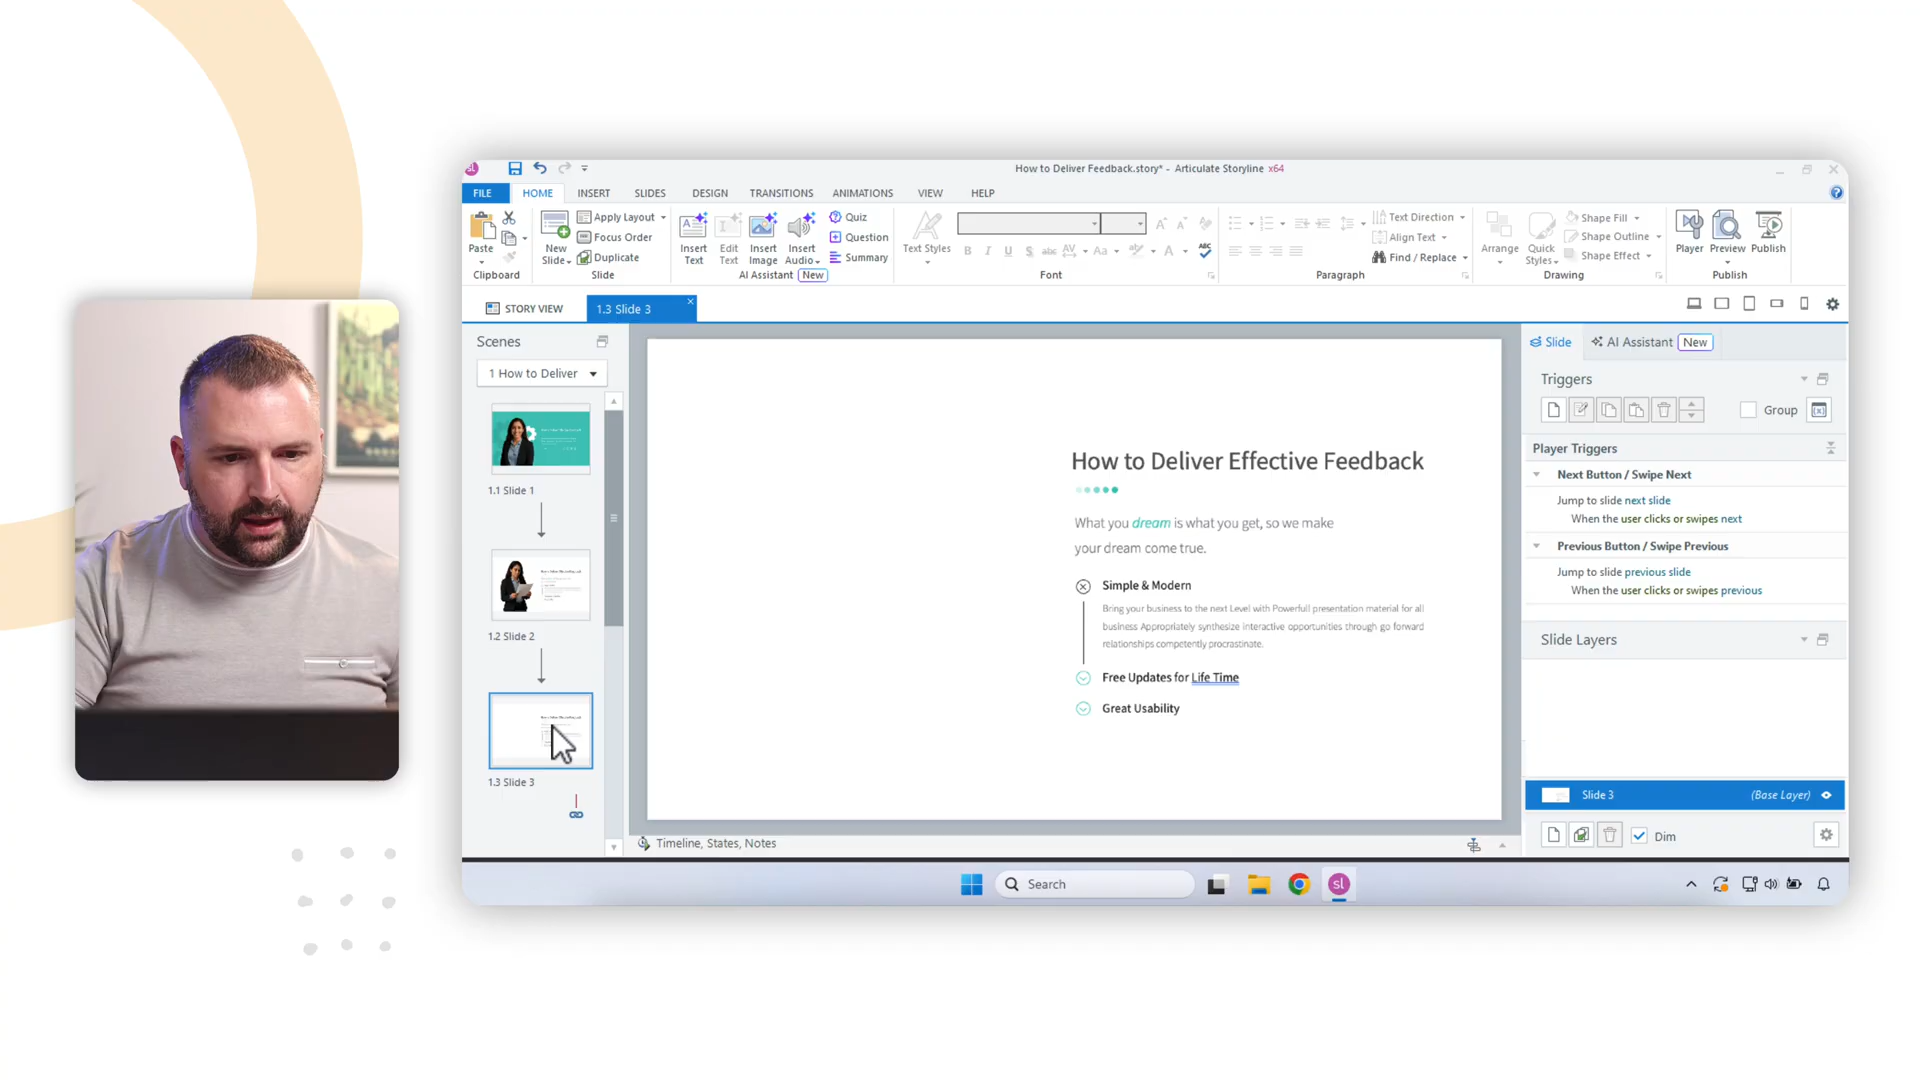 sl
How to Deliver Feedback.story* - Articulate Storyline x64
FILE HOME INSERT SLIDES DESIGN TRANSITIONS ANIMATIONS VIEW HELP
Paste
Clipboard
New Slide
Apply Layout
Focus Order
Duplicate
Slide
Insert Text
Edit Text
Insert Image
Insert Audio
Quiz
Question
Summary
AI Assistant New
Text Styles
B I U S abc AV Aa A ABC
Font
Text Direction
Align Text
Find / Replace
Paragraph
Arrange
Quick Styles
Shape Fill
Shape Outline
Shape Effect
Drawing
Player
Preview
Publish
Publish
STORY VIEW
1.3 Slide 3
Scenes
1 How to Deliver
1.1 Slide 1
1.2 Slide 2
1.3 Slide 3
How to Deliver Effective Feedback
What you dream is what you get, so we make
your dream come true.
Simple & Modern
Bring your business to the next Level with Powerfull presentation material for all
business Appropriately synthesize interactive opportunities through go forward
relationships competently procrastinate.
Free Updates for Life Time
Great Usability
Timeline, States, Notes
Slide
AI Assistant New
Triggers
Group
Player Triggers
Next Button / Swipe Next
Jump to slide next slide
When the user clicks or swipes next
Previous Button / Swipe Previous
Jump to slide previous slide
When the user clicks or swipes previous
Slide Layers
Slide 3 (Base Layer)
Dim
Search
sl